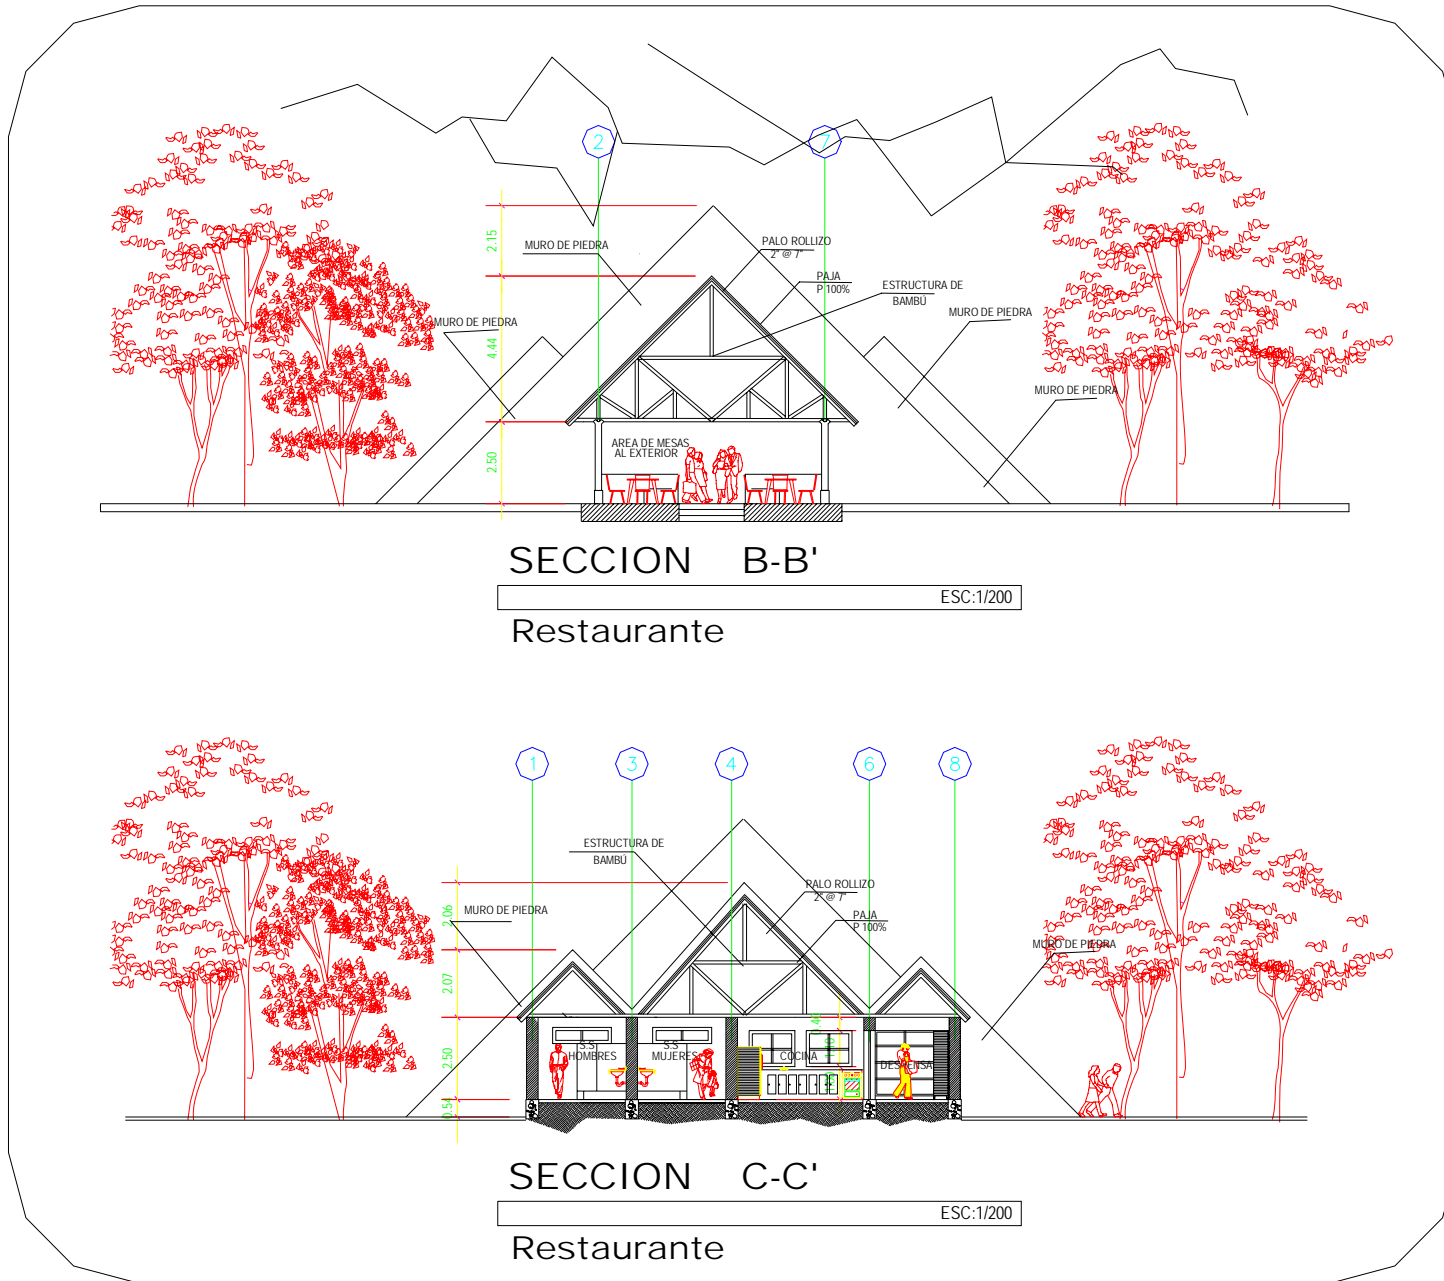 2
7
2.15
MURO DE PIEDRA
PALO ROLLIZO
2" @ 7"
PAJA
P 100%
ESTRUCTURA DE
BAMBÚ
MURO DE PIEDRA
MURO DE PIEDRA
4.44
MURO DE PIEDRA
AREA DE MESAS
AL EXTERIOR
2.50
SECCION B-B'
ESC:1/200
Restaurante
1
3
4
6
8
ESTRUCTURA DE
BAMBÚ
PALO ROLLIZO
2" @ 7"
2.06
MURO DE PIEDRA
PAJA
P 100%
MURO DE PIEDRA
2.07
2.50
S.S
HOMBRES
S.S
MUJERES
COCINA
DESPENSA
0.54
SECCION C-C'
ESC:1/200
Restaurante